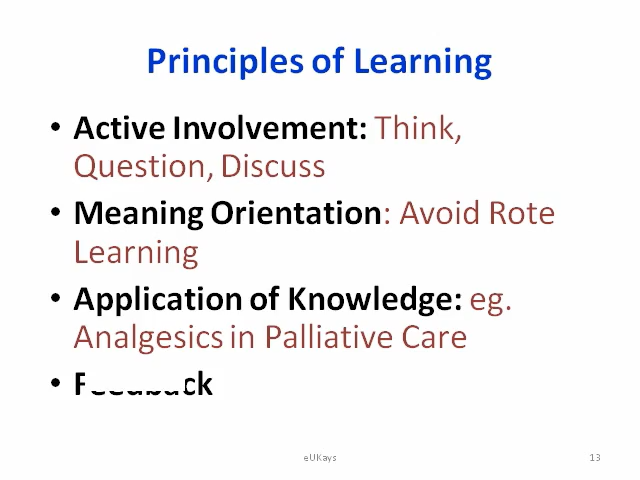 Principles of Learning
• Active Involvement: Think,
Question, Discuss
• Meaning Orientation: Avoid Rote
Learning
• Application of Knowledge: eg.
Analgesics in Palliative Care
• Feedback
eUKays
13